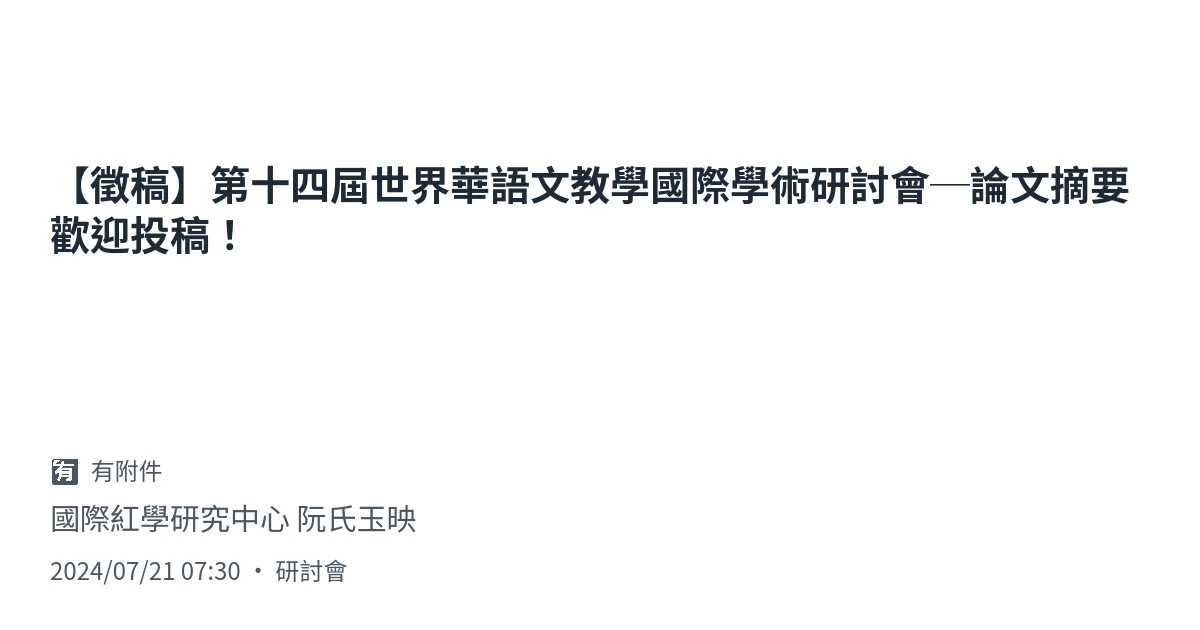 【徵稿】第十四屆世界華語文教學國際學術研討會─論文摘要
歡迎投稿！
有 有附件
國際紅學研究中心 阮氏玉映
2024/07/21 07:30 ・ 研討會